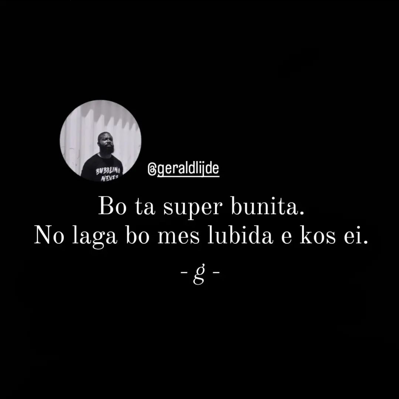 @geraldlijde
Bo ta super bunita.
No laga bo mes lubida e kos ei.
- g -